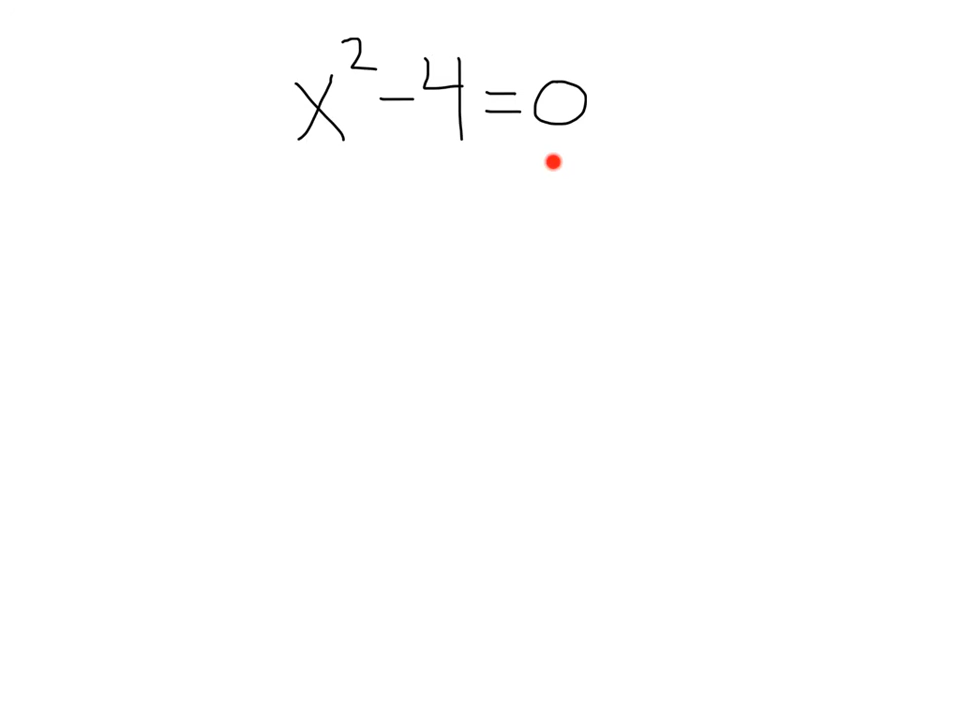 x² - 4 = 0